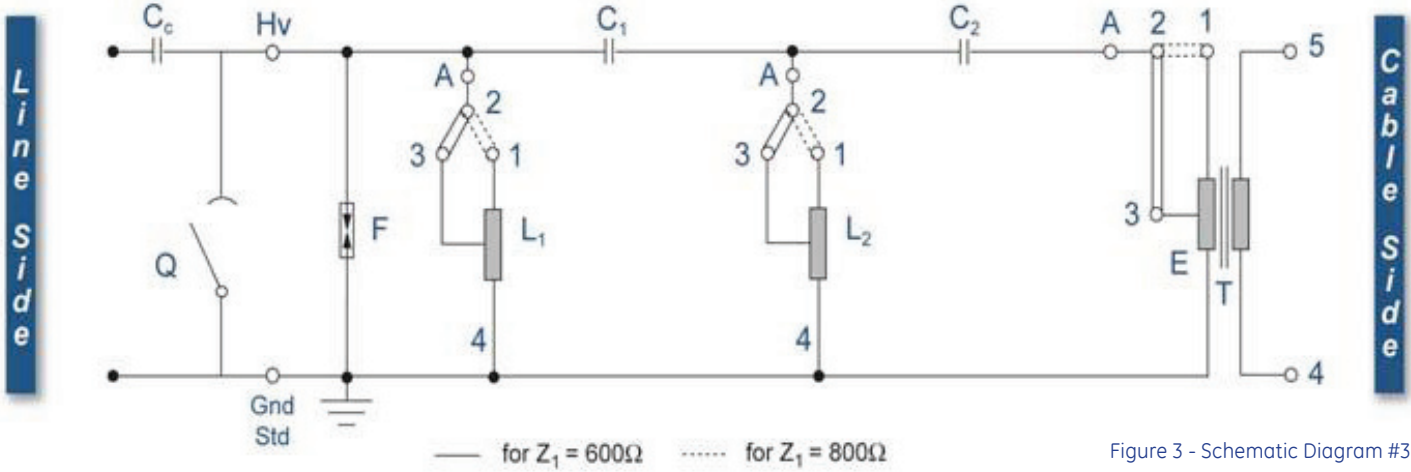 Line Side
C_c
Hv
C₁
C₂
A
2
1
5
A
2
3
1
A
2
3
1
Q
F
L₁
L₂
3
E
T
4
4
4
Gnd
Std
for Z₁ = 600Ω
for Z₁ = 800Ω
Cable Side
Figure 3 - Schematic Diagram #3